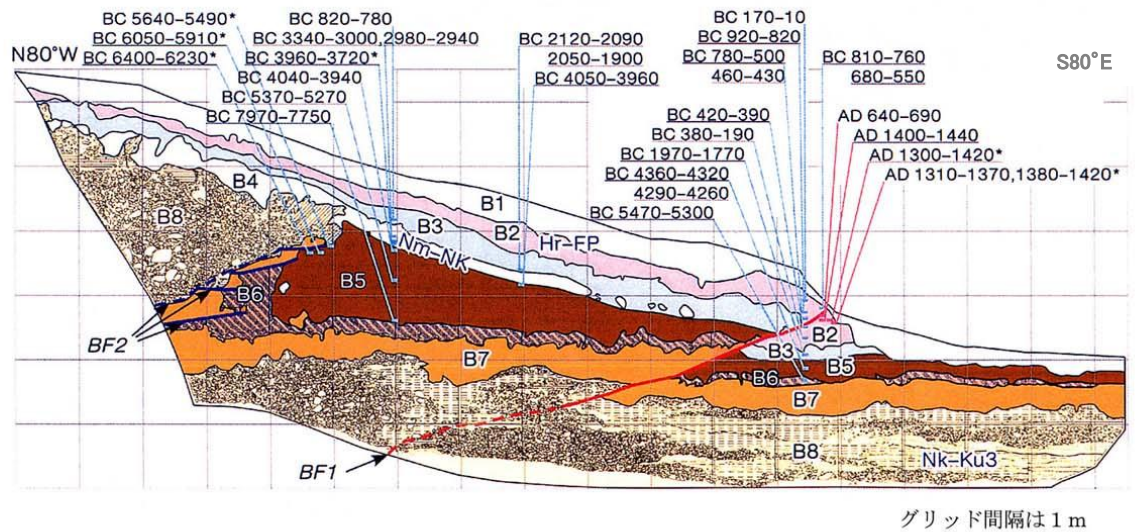 N80°W
S80°E
BC 5640–5490*
BC 6050–5910*
BC 6400–6230*
BC 820–780
BC 3340–3000,2980–2940
BC 3960–3720*
BC 4040–3940
BC 5370–5270
BC 7970–7750
BC 2120–2090
2050–1900
BC 4050–3960
BC 170–10
BC 920–820
BC 780–500
460–430
BC 810–760
680–550
BC 420–390
BC 380–190
BC 1970–1770
BC 4360–4320
4290–4260
BC 5470–5300
AD 640–690
AD 1400–1440
AD 1300–1420*
AD 1310–1370,1380–1420*
B8
B4
B3
B1
B2
Hr–FP
Nm–NK
B5
B6
B7
BF2
B2
B3
B5
B6
B7
B8
Nk–Ku3
BF1
グリッド間隔は1m